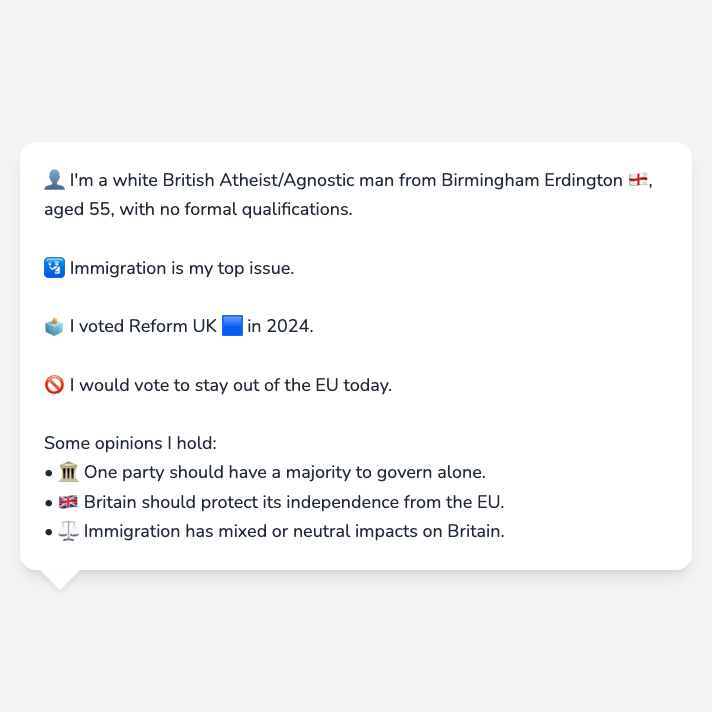 👤 I'm a white British Atheist/Agnostic man from Birmingham Erdington 🏴󠁧󠁢󠁥󠁮󠁧󠁿,
aged 55, with no formal qualifications.
🛂 Immigration is my top issue.
🗳️ I voted Reform UK 🟦 in 2024.
🚫 I would vote to stay out of the EU today.
Some opinions I hold:
• 🏛️ One party should have a majority to govern alone.
• 🇬🇧 Britain should protect its independence from the EU.
• ⚖️ Immigration has mixed or neutral impacts on Britain.